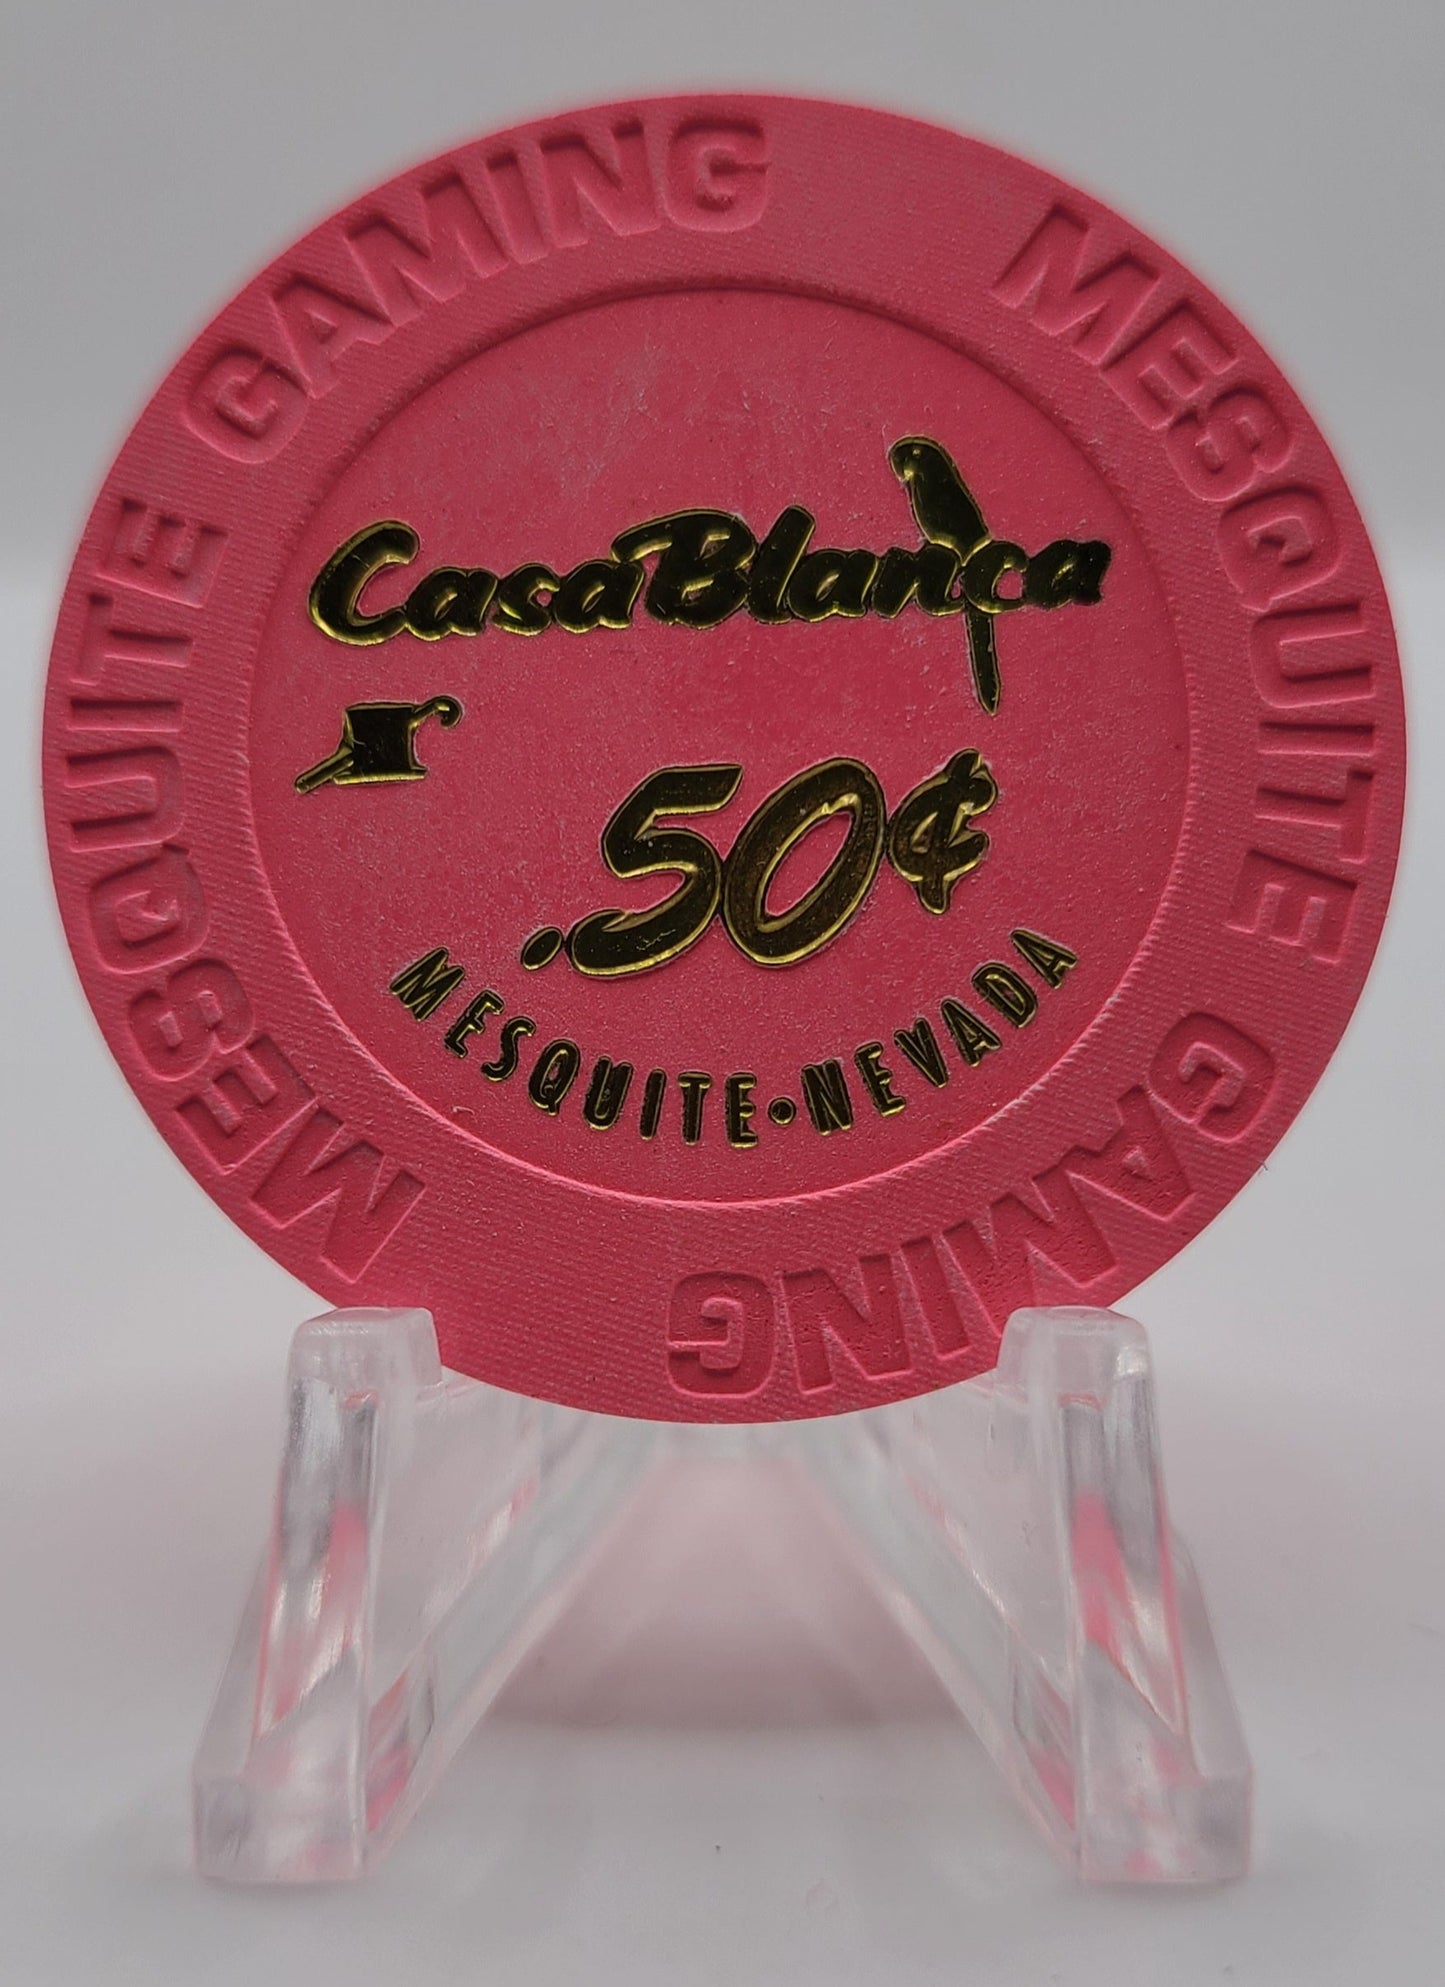 MESQUITE GAMING
MESQUITE GAMING
CasaBlanca
.50¢
MESQUITE•NEVADA